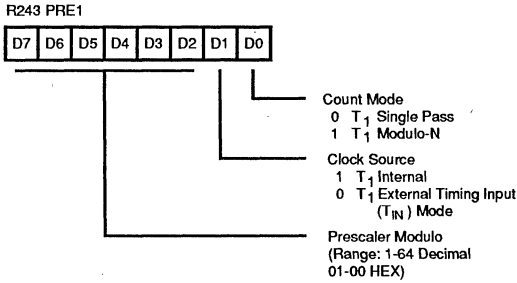 R243 PRE1
D7 D6 D5 D4 D3 D2 D1 D0
Count Mode
0 T1 Single Pass
1 T1 Modulo-N
Clock Source
1 T1 Internal
0 T1 External Timing Input
(TIN) Mode
Prescaler Modulo
(Range: 1-64 Decimal
01-00 HEX)